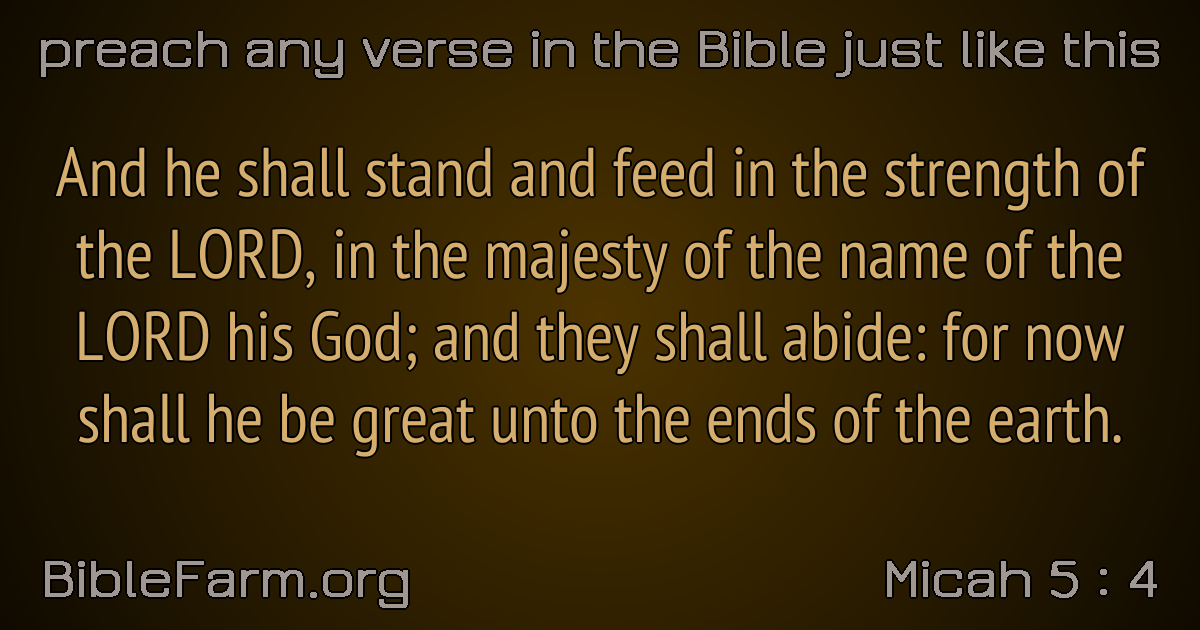 preach any verse in the Bible just like this
And he shall stand and feed in the strength of
the LORD, in the majesty of the name of the
LORD his God; and they shall abide: for now
shall he be great unto the ends of the earth.
BibleFarm.org
Micah 5 : 4